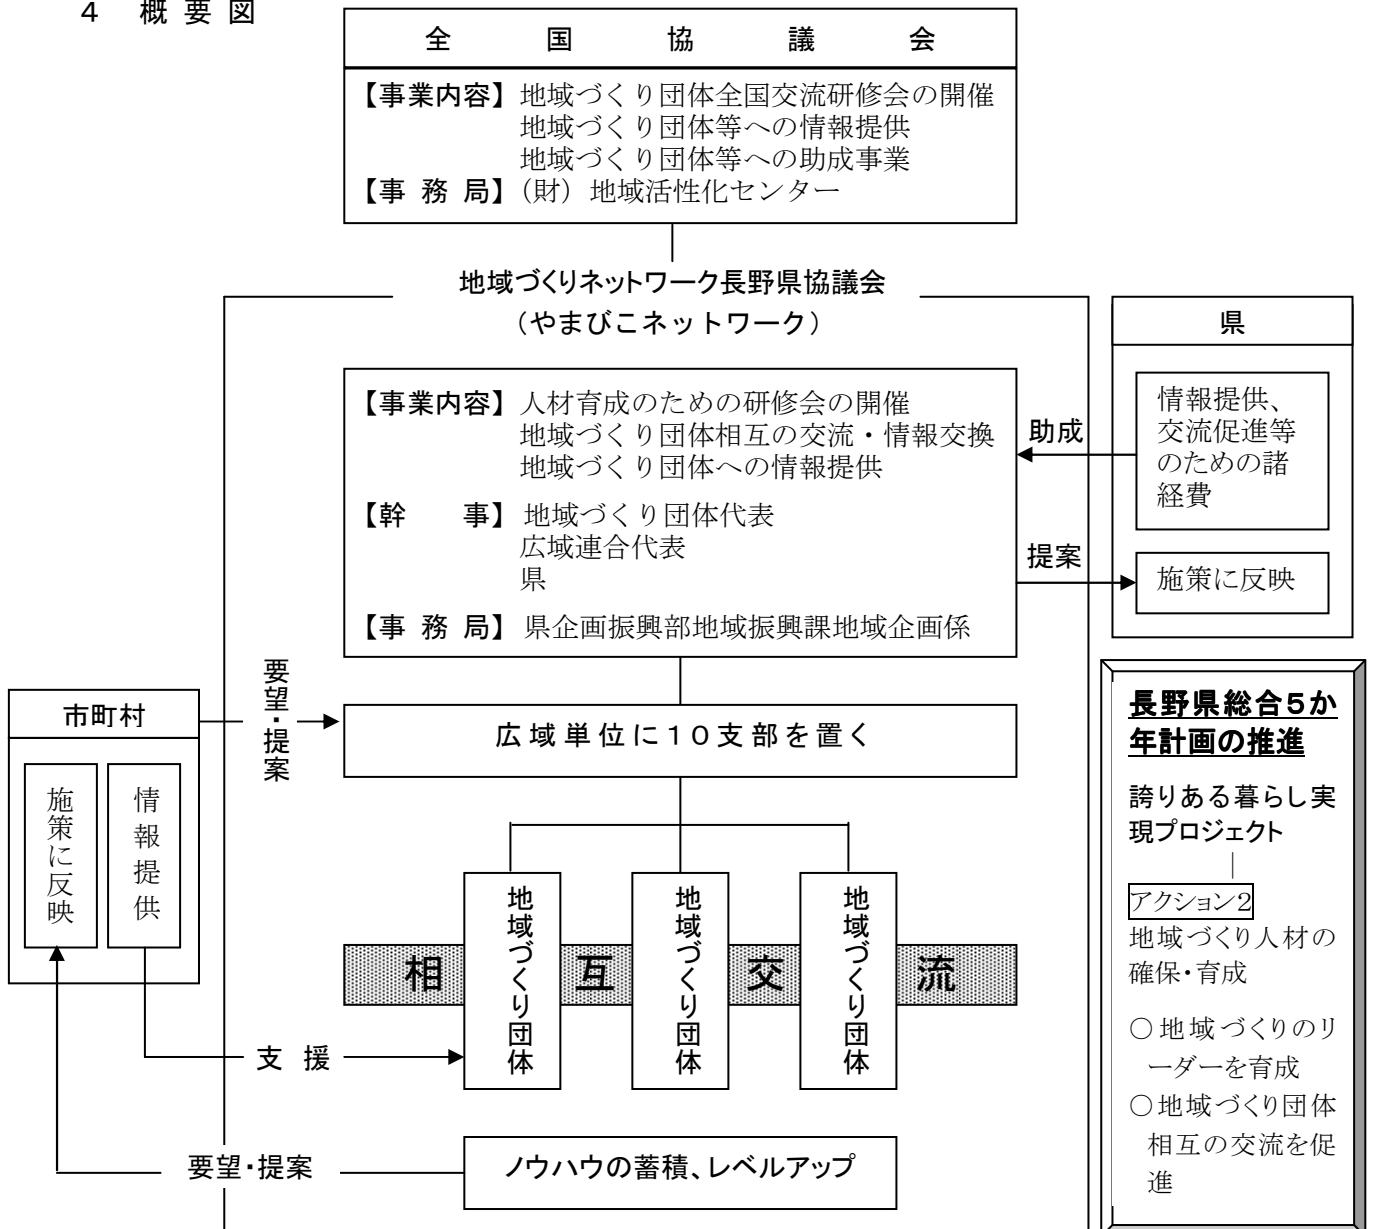 4 概 要 図
全 国 協 議 会
【事業内容】地域づくり団体全国交流研修会の開催
地域づくり団体等への情報提供
地域づくり団体等への助成事業
【事 務 局】（財）地域活性化センター
地域づくりネットワーク長野県協議会
（やまびこネットワーク）
【事業内容】人材育成のための研修会の開催
地域づくり団体相互の交流・情報交換
地域づくり団体への情報提供
【幹 事】地域づくり団体代表
広域連合代表
県
【事 務 局】県企画振興部地域振興課地域企画係
県
情報提供、
交流促進等
のための諸
経費
施策に反映
助成
提案
市町村
施策に反映
情報提供
要望・提案
広域単位に１０支部を置く
地域づくり団体
地域づくり団体
地域づくり団体
相 互 交 流
支 援
要望・提案
ノウハウの蓄積、レベルアップ
長野県総合５か
年計画の推進
誇りある暮らし実
現プロジェクト
アクション２
地域づくり人材の
確保・育成
○地域づくりのリ
ーダーを育成
○地域づくり団体
相互の交流を促
進